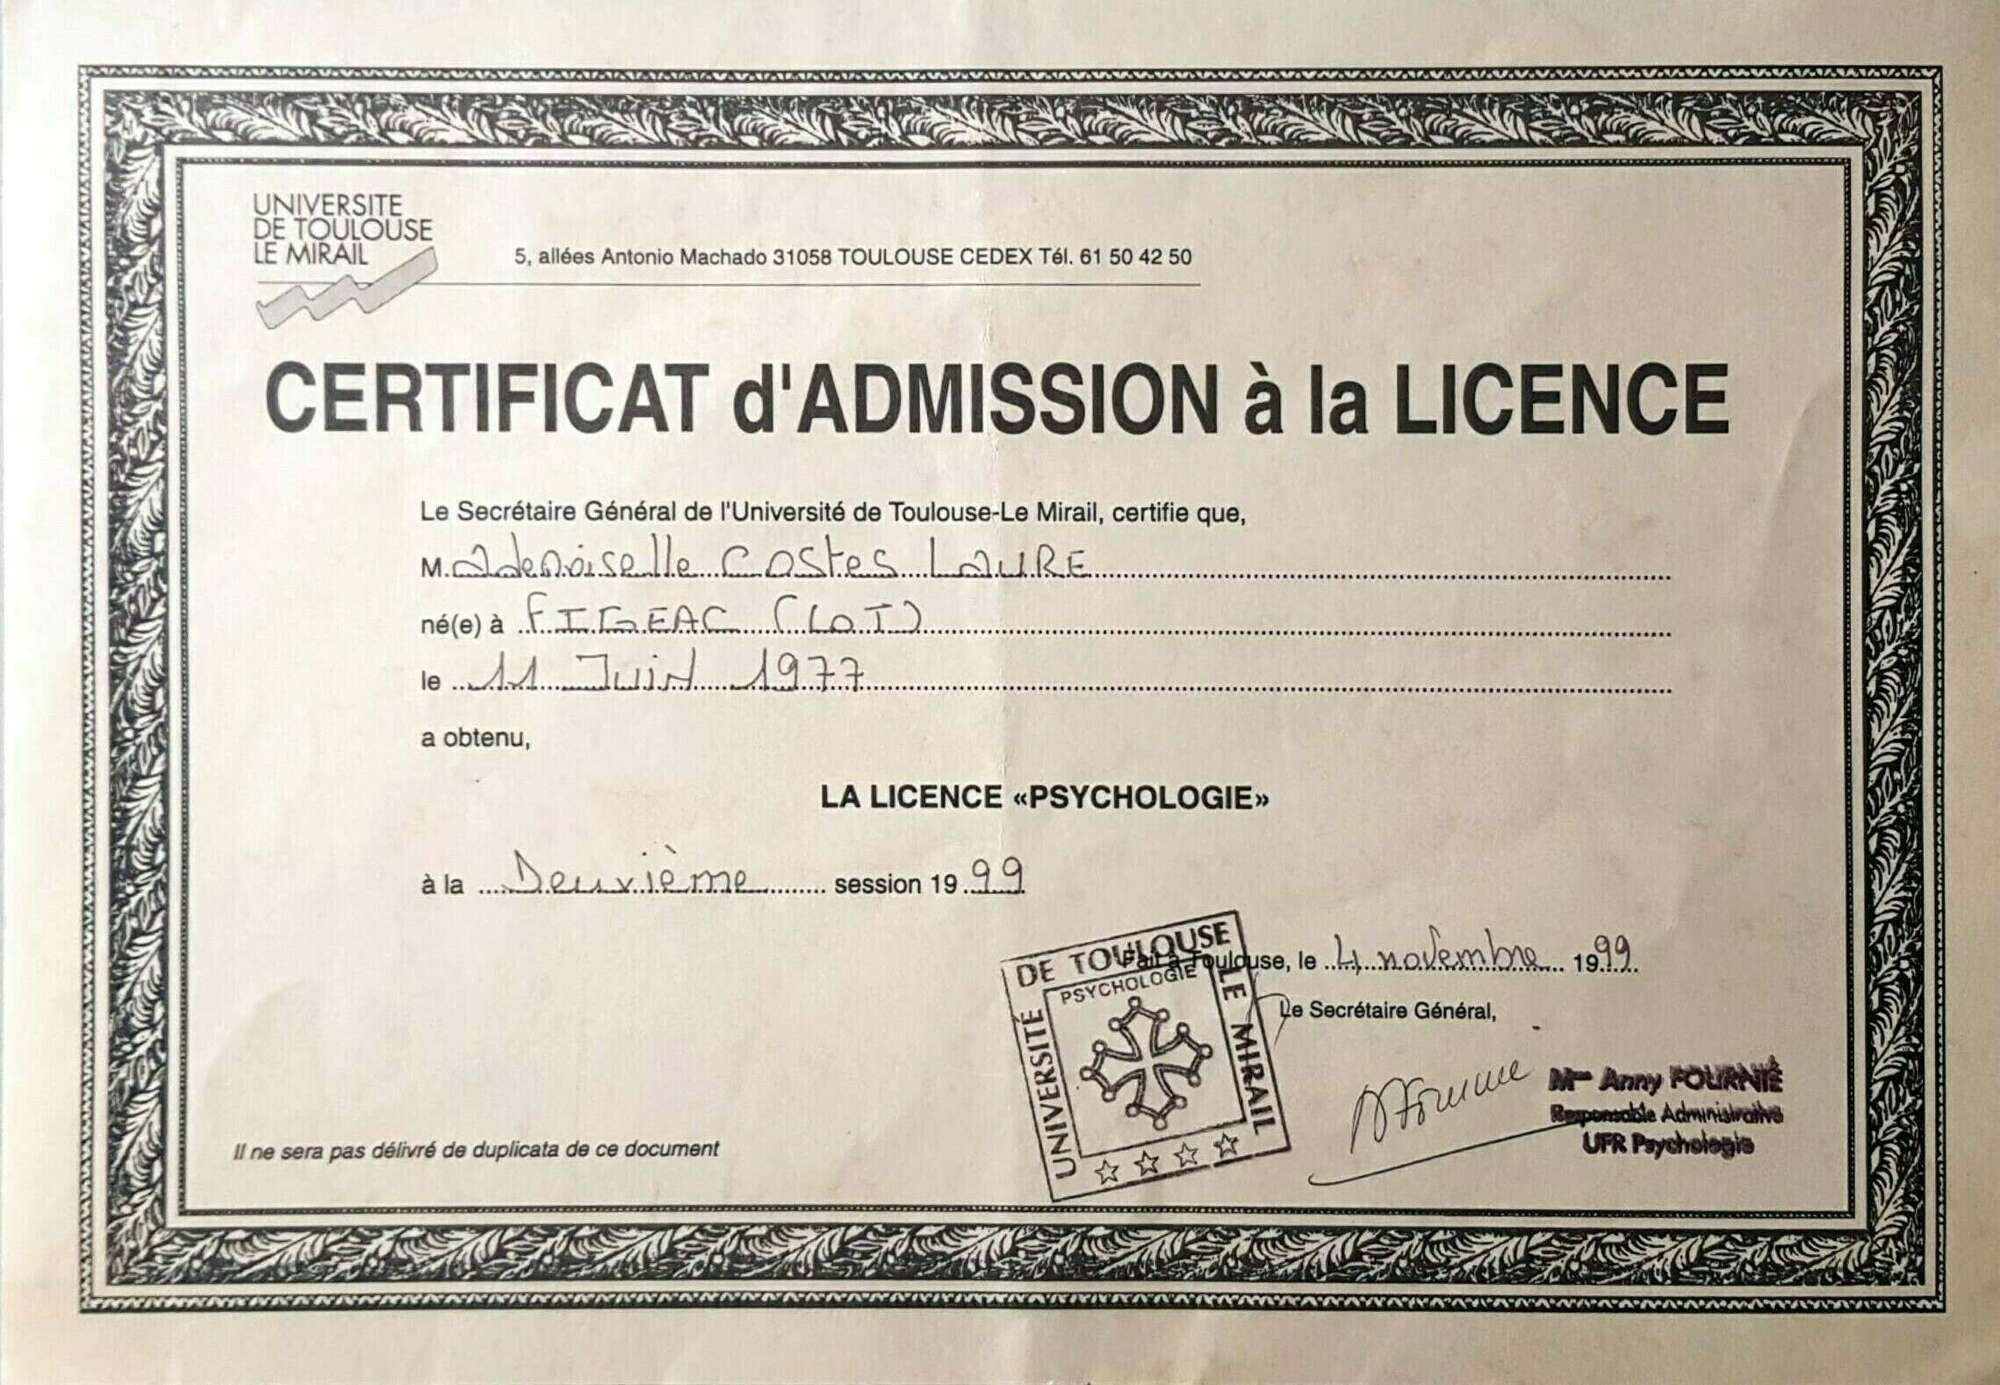 UNIVERSITE
DE TOULOUSE
LE MIRAIL
5, allées Antonio Machado 31058 TOULOUSE CEDEX Tél. 61 50 42 50
CERTIFICAT d'ADMISSION à la LICENCE
Le Secrétaire Général de l'Université de Toulouse-Le Mirail, certifie que,
Mademoiselle COSTES LAURE
né(e) à FIGEAC (LOT)
le 11 Juin 1977
a obtenu,
LA LICENCE «PSYCHOLOGIE»
à la Deuxième session 1999
Fait à Toulouse, le 4 novembre 1999
Le Secrétaire Général,
UNIVERSITÉ DE TOULOUSE LE MIRAIL
PSYCHOLOGIE
AFournié
Mme Anny FOURNIÉ
Responsable Administrative
UFR Psychologie
Il ne sera pas délivré de duplicata de ce document